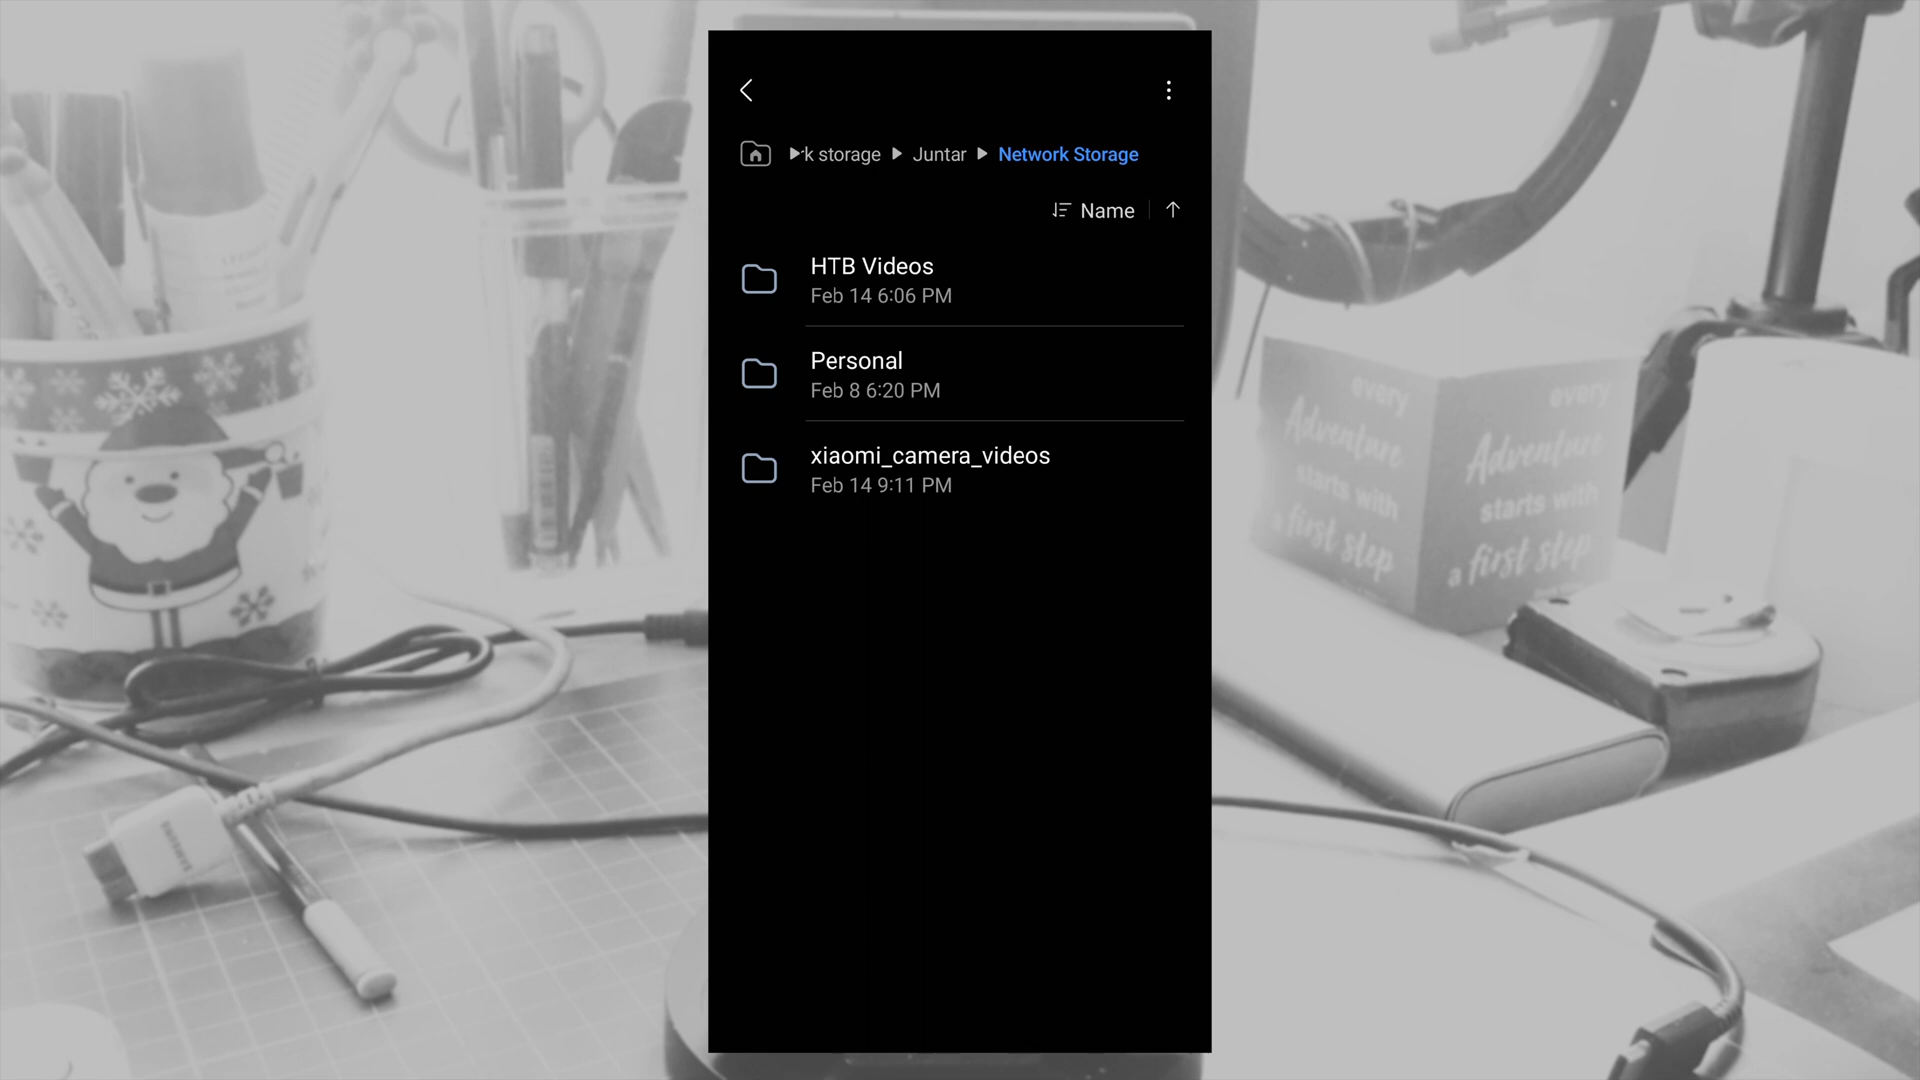 k storage Juntar Network Storage
Name
HTB Videos
Feb 14 6:06 PM
Personal
Feb 8 6:20 PM
xiaomi_camera_videos
Feb 14 9:11 PM
every
Adventure
starts with
a first step
every
Adventure
starts with
a first step